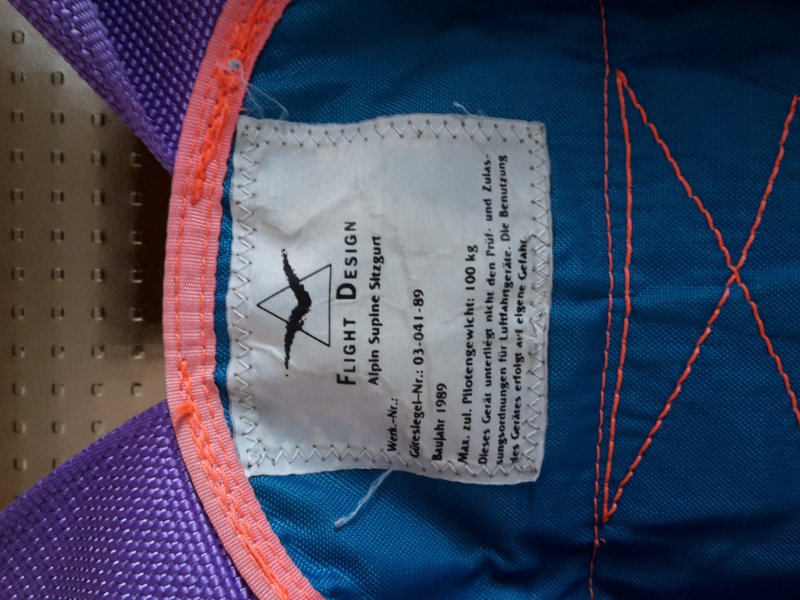 FLIGHT DESIGN
Alpin Supine Sitzgurt
Werk.-Nr.:
Gütesiegel-Nr.: 03-041-89
Baujahr 1989
Max. zul. Pilotengewicht: 100 kg
Dieses Gerät unterliegt nicht den Prüf- und Zulas-
sungsordnungen für Luftfahrtgeräte. Die Benutzung
des Gerätes erfolgt auf eigene Gefahr.